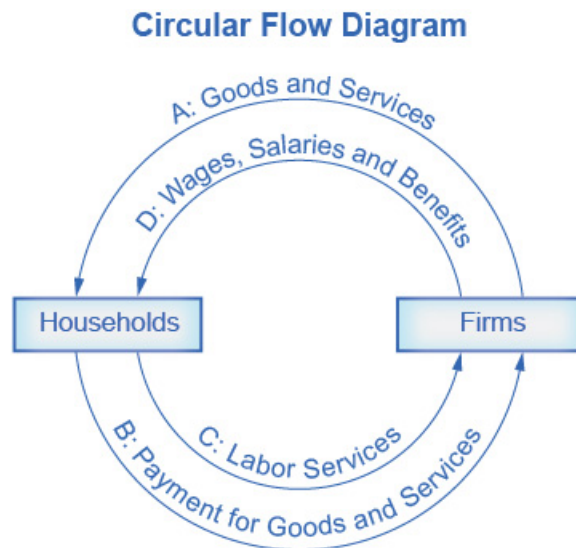 Circular Flow Diagram
A: Goods and Services
D: Wages, Salaries and Benefits
Households
Firms
C: Labor Services
B: Payment for Goods and Services